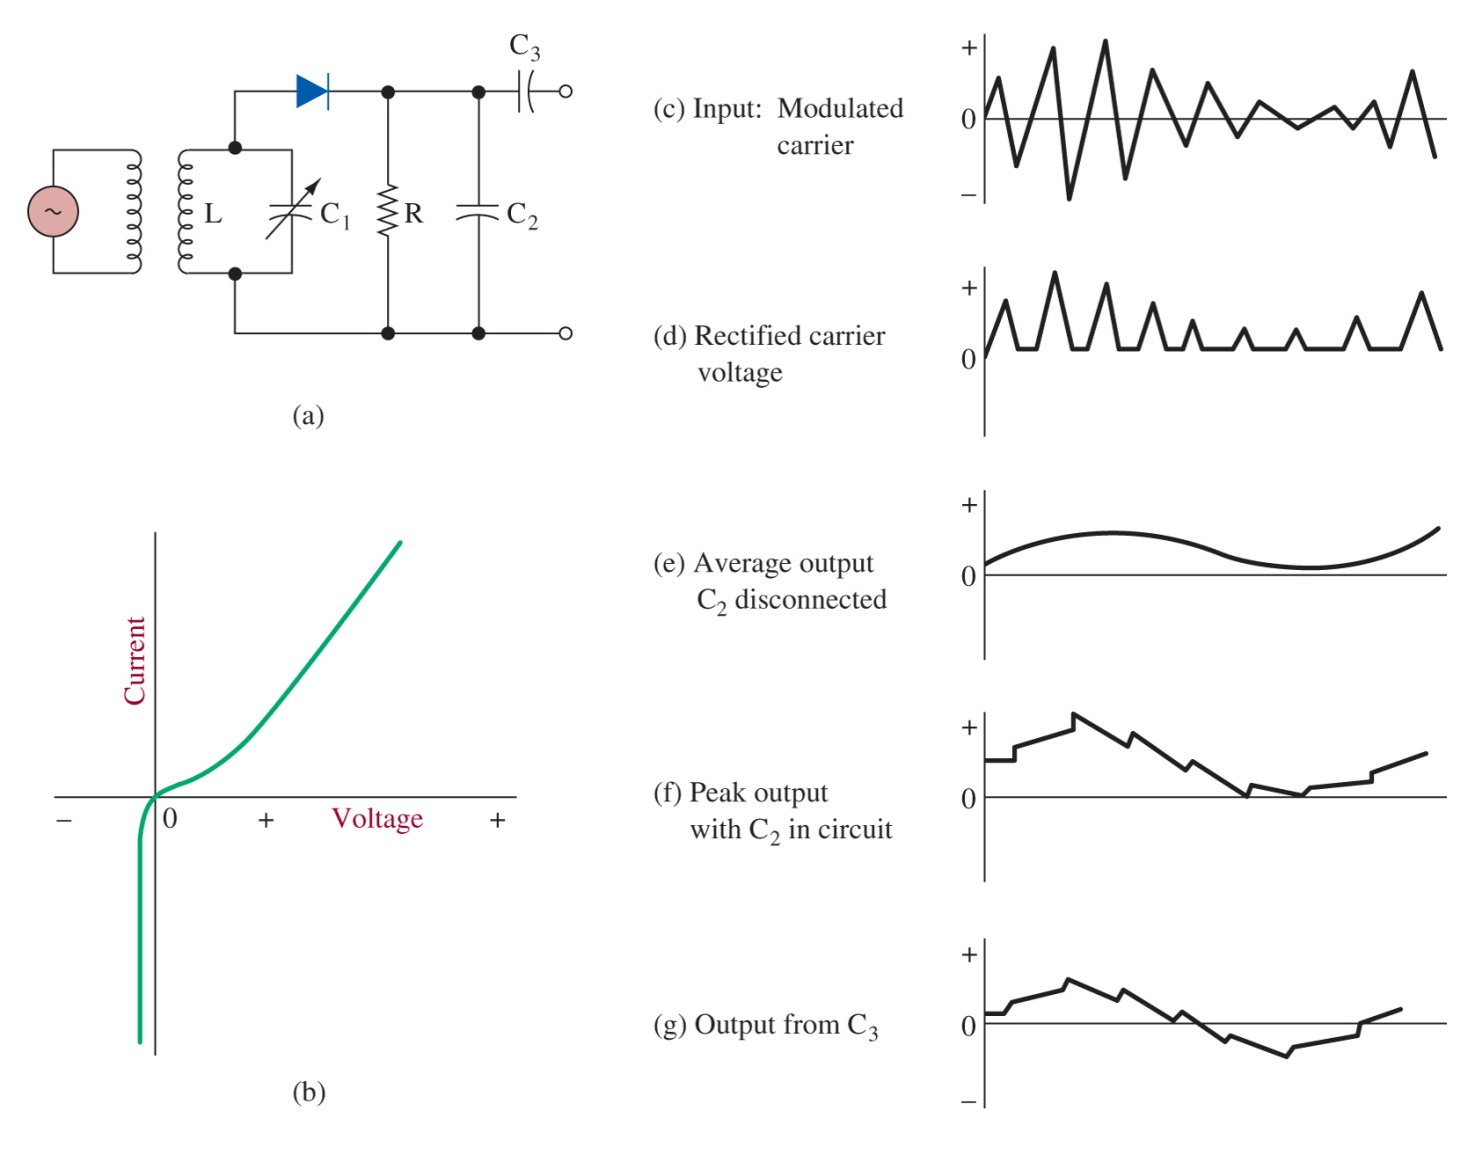 C₃
L
C₁
R
C₂
~
(a)
Current
− 0 + Voltage +
(b)
(c) Input: Modulated
carrier
+
0
−
(d) Rectified carrier
voltage
+
0
(e) Average output
C₂ disconnected
+
0
(f) Peak output
with C₂ in circuit
+
0
(g) Output from C₃
+
0
−